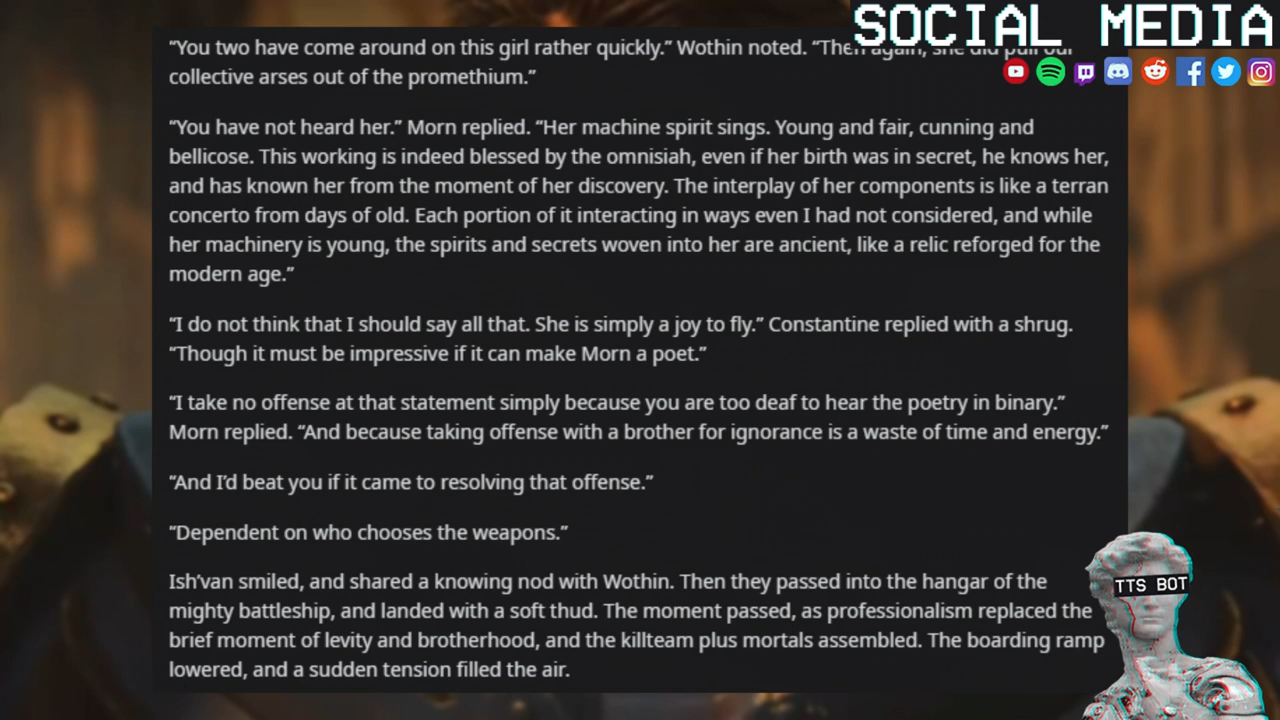 SOCIAL MEDIA
“You two have come around on this girl rather quickly.” Wothin noted. “Then again, she did pull our
collective arses out of the promethium.”
“You have not heard her.” Morn replied. “Her machine spirit sings. Young and fair, cunning and
bellicose. This working is indeed blessed by the omnisiah, even if her birth was in secret, he knows her,
and has known her from the moment of her discovery. The interplay of her components is like a terran
concerto from days of old. Each portion of it interacting in ways even I had not considered, and while
her machinery is young, the spirits and secrets woven into her are ancient, like a relic reforged for the
modern age.”
“I do not think that I should say all that. She is simply a joy to fly.” Constantine replied with a shrug.
“Though it must be impressive if it can make Morn a poet.”
“I take no offense at that statement simply because you are too deaf to hear the poetry in binary.”
Morn replied. “And because taking offense with a brother for ignorance is a waste of time and energy.”
“And I’d beat you if it came to resolving that offense.”
“Dependent on who chooses the weapons.”
Ish’van smiled, and shared a knowing nod with Wothin. Then they passed into the hangar of the
mighty battleship, and landed with a soft thud. The moment passed, as professionalism replaced the
brief moment of levity and brotherhood, and the killteam plus mortals assembled. The boarding ramp
lowered, and a sudden tension filled the air.
TTS BOT